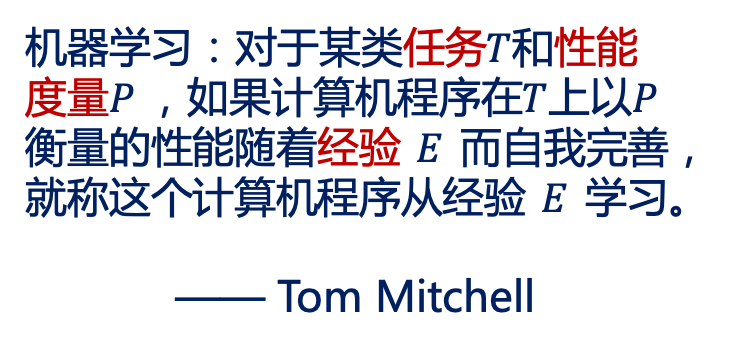 机器学习：对于某类任务T和性能
度量P ，如果计算机程序在T上以P
衡量的性能随着经验 E 而自我完善，
就称这个计算机程序从经验 E 学习。
—— Tom Mitchell